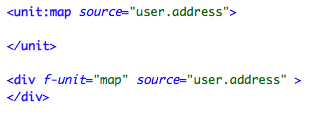 <unit:map source="user.address">
</unit>
<div f-unit="map" source="user.address" >
</div>